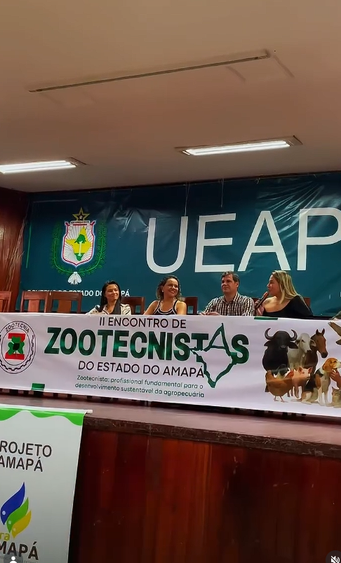 UEAP
II ENCONTRO DE
ZOOTECNISTAS
DO ESTADO DO AMAPÁ
Zootecnista: profissional fundamental para o
desenvolvimento sustentável da agropecuária
ZOOTECNIA
ROJETO
AMAPÁ
MAPÁ